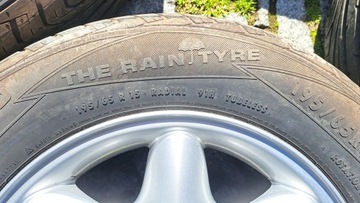 THE RAIN TYRE
195/65 R 15 RADIAL 91H TUBELESS
195/65